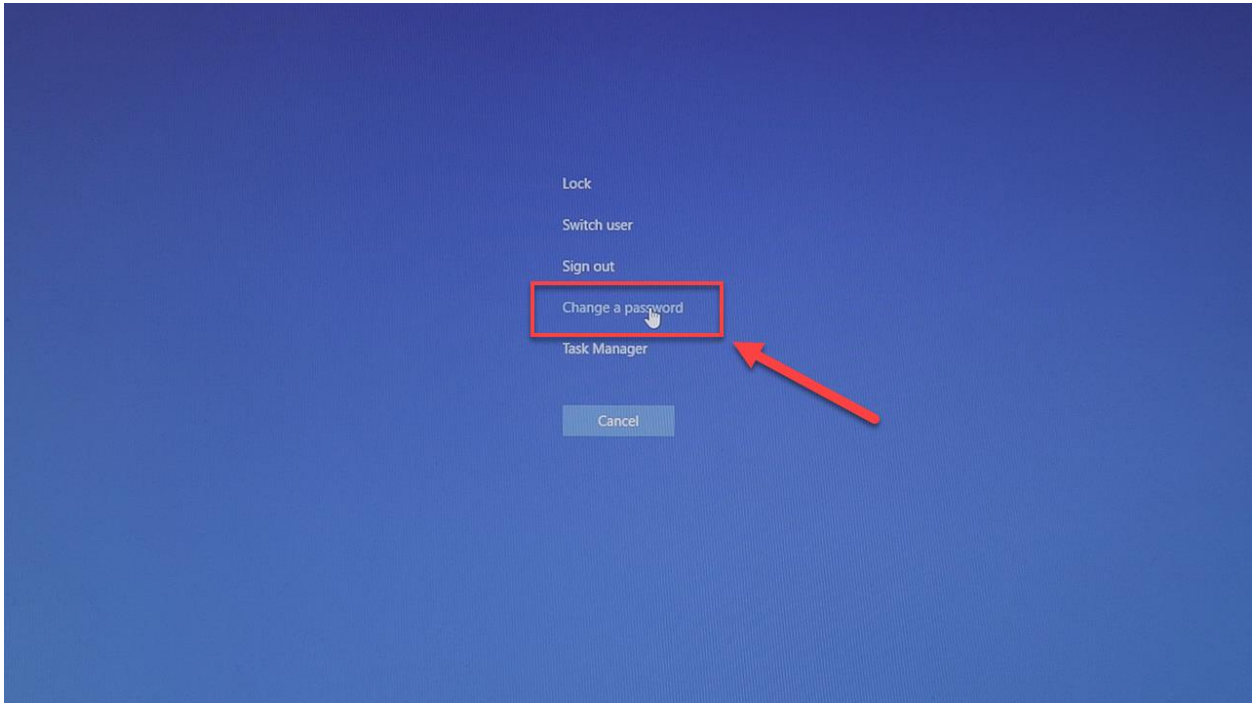 Lock
Switch user
Sign out
Change a password
Task Manager
Cancel